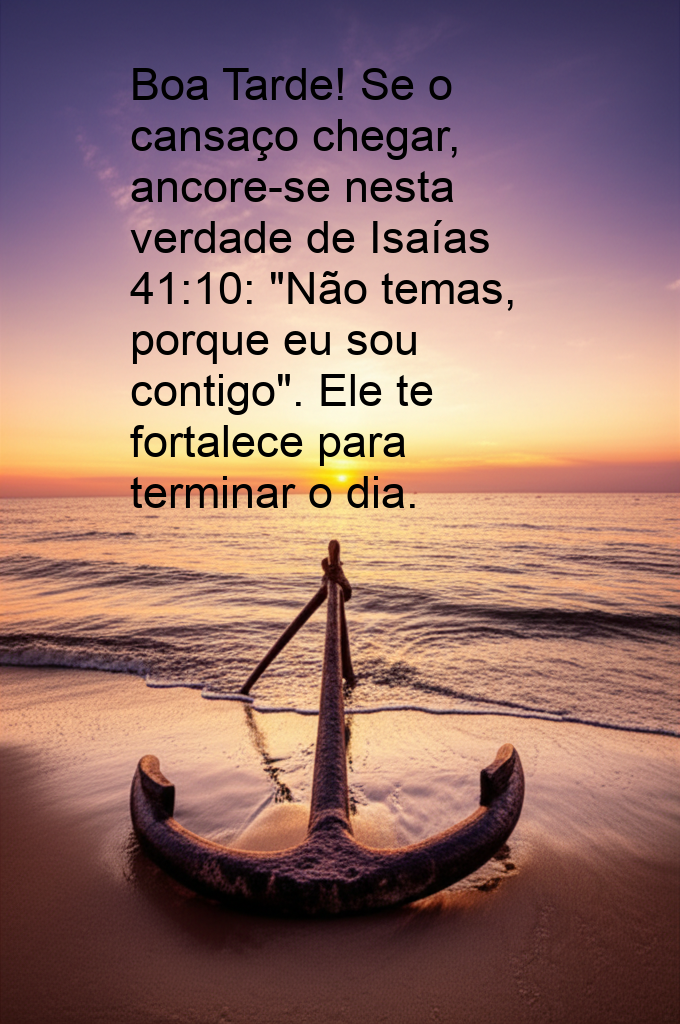 Boa Tarde! Se o
cansaço chegar,
ancore-se nesta
verdade de Isaías
41:10: "Não temas,
porque eu sou
contigo". Ele te
fortalece para
terminar o dia.